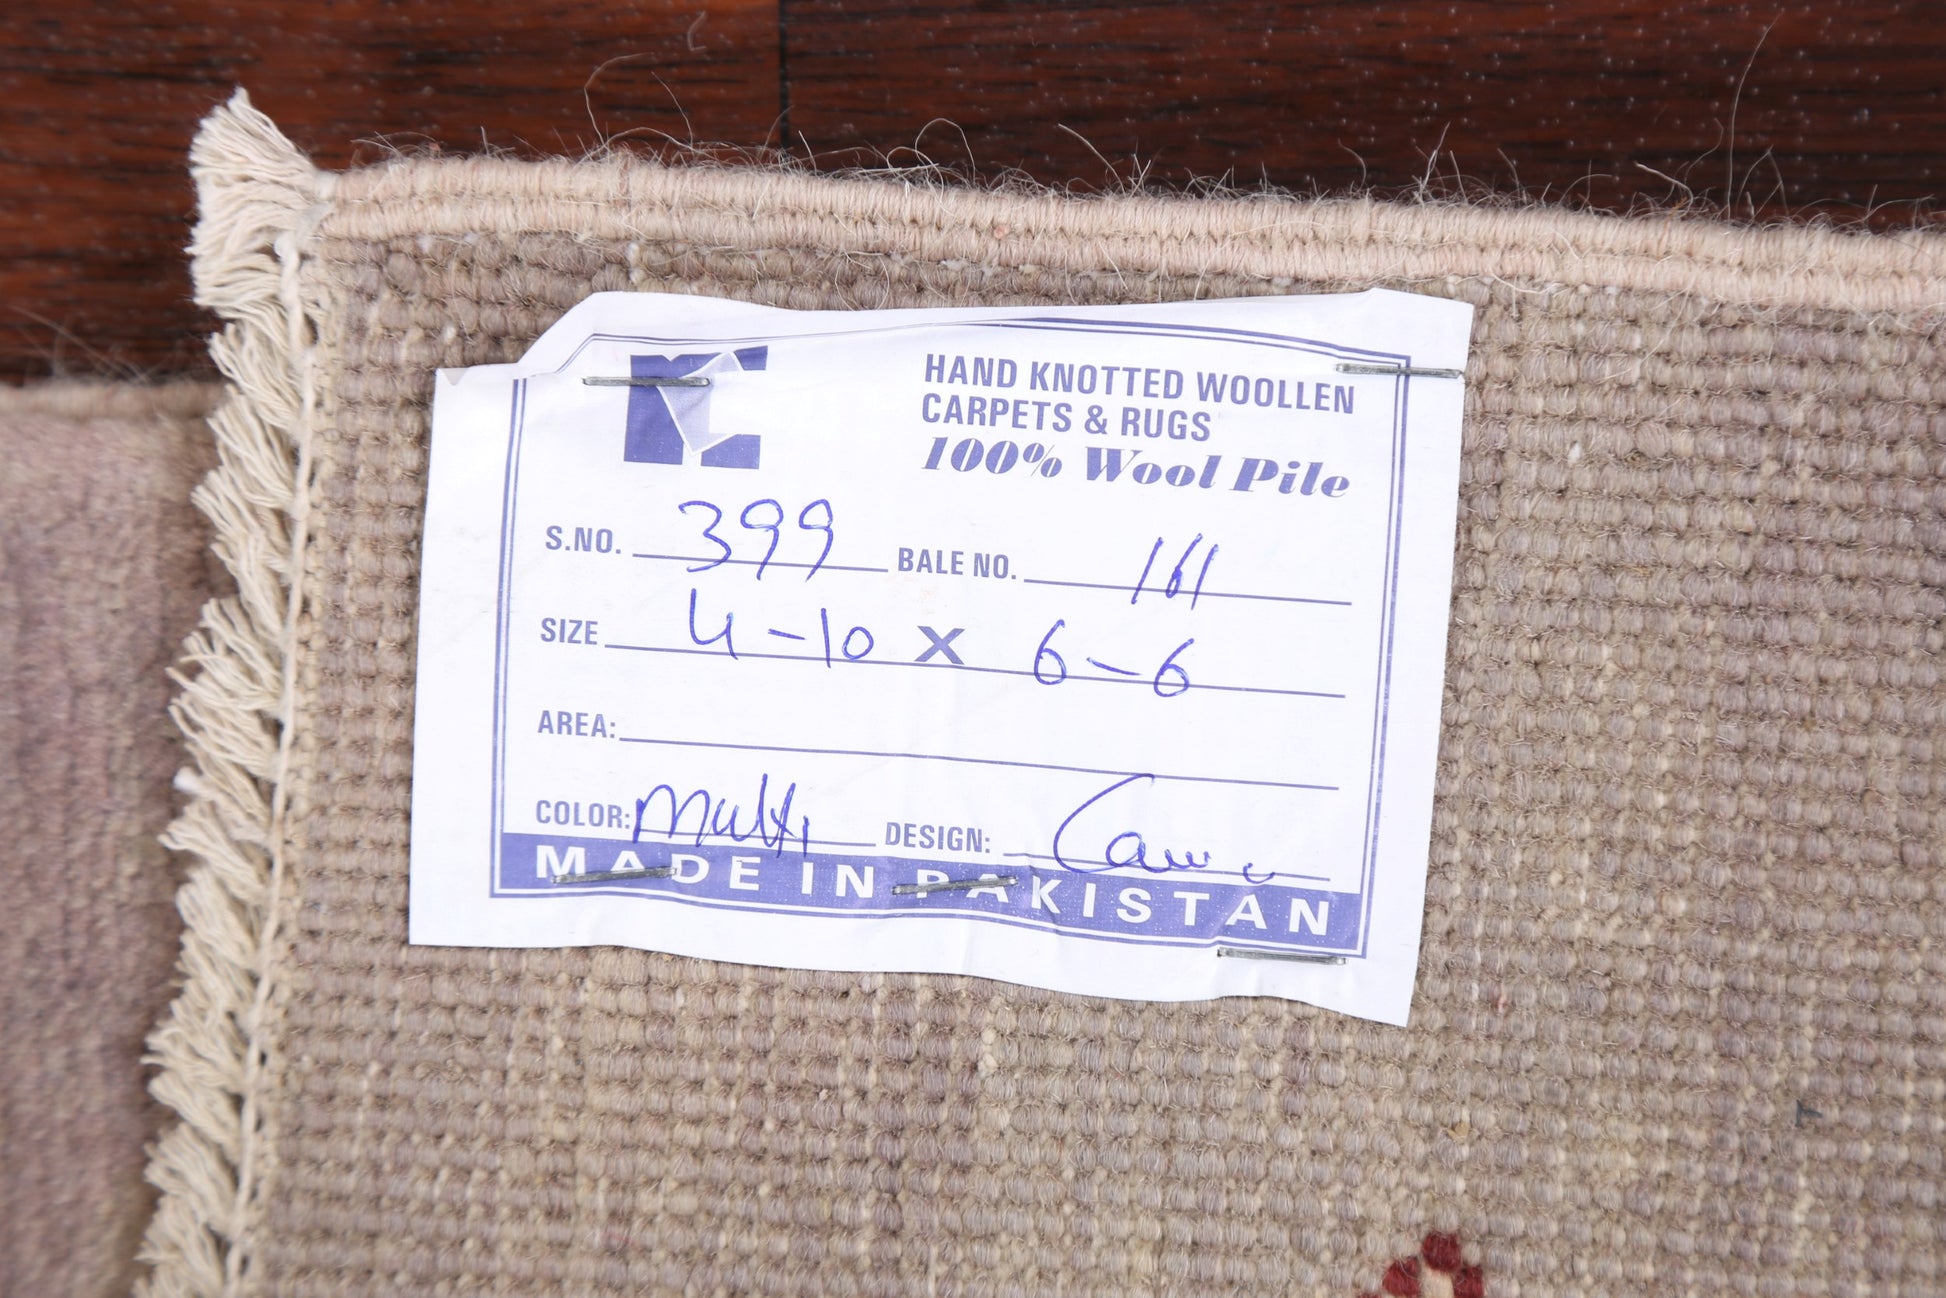 HAND KNOTTED WOOLLEN
CARPETS & RUGS
100% Wool Pile
S.NO. 399 BALE NO. 161
SIZE 4-10 X 6-6
AREA:
COLOR: Multi DESIGN:
MADE IN PAKISTAN